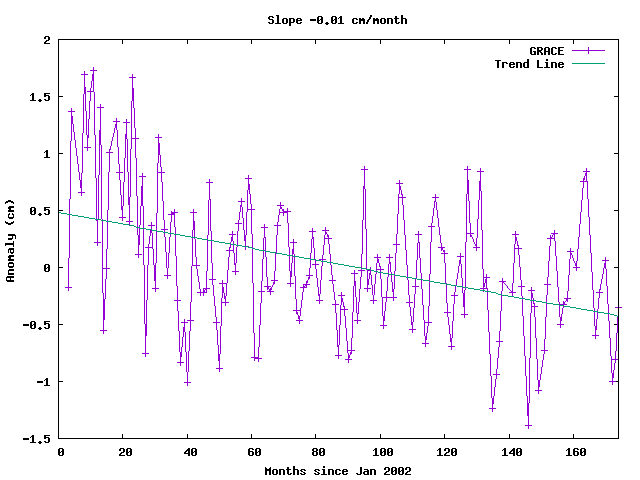 Slope -0.01 cm/month
GRACE
Trend Line
2
1.5
1
0.5
0
-0.5
-1
-1.5
Anomaly (cm)
0 20 40 60 80 100 120 140 160
Months since Jan 2002